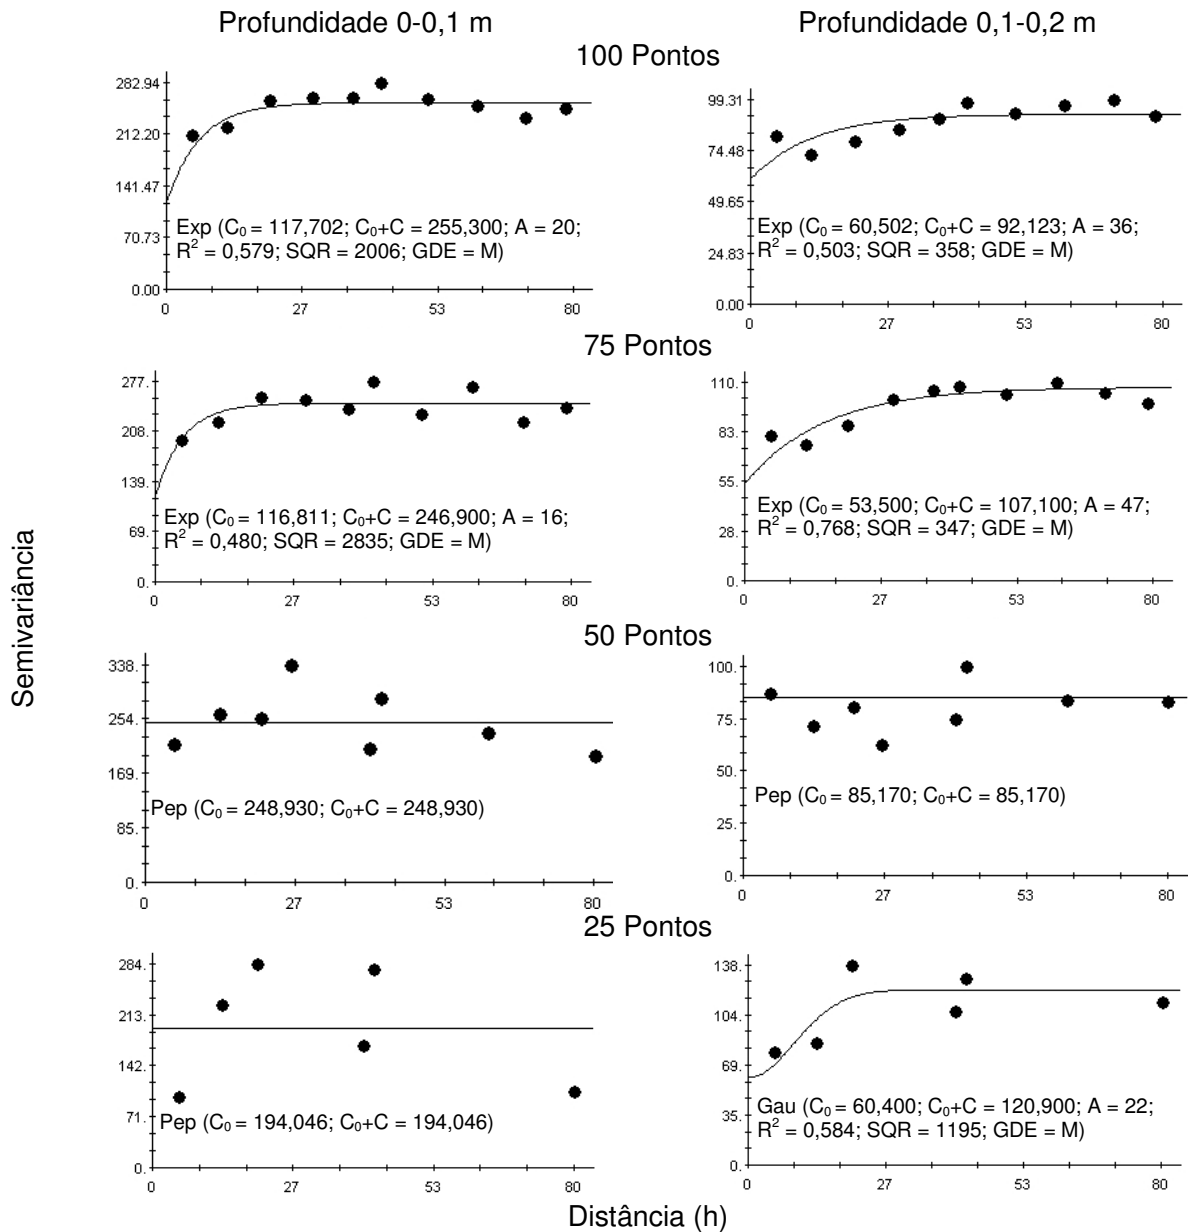 Profundidade 0-0,1 m
Profundidade 0,1-0,2 m
100 Pontos
282.94
212.20
141.47
70.73
0.00
0 27 53 80
Exp (C₀ = 117,702; C₀+C = 255,300; A = 20;
R² = 0,579; SQR = 2006; GDE = M)
99.31
74.48
49.65
24.83
0.00
0 27 53 80
Exp (C₀ = 60,502; C₀+C = 92,123; A = 36;
R² = 0,503; SQR = 358; GDE = M)
75 Pontos
277.
208.
139.
69.
0.
0 27 53 80
Exp (C₀ = 116,811; C₀+C = 246,900; A = 16;
R² = 0,480; SQR = 2835; GDE = M)
110.
83.
55.
28.
0.
0 27 53 80
Exp (C₀ = 53,500; C₀+C = 107,100; A = 47;
R² = 0,768; SQR = 347; GDE = M)
Semivariância
50 Pontos
338.
254.
169.
85.
0.
0 27 53 80
Pep (C₀ = 248,930; C₀+C = 248,930)
100.
75.
50.
25.
0.
0 27 53 80
Pep (C₀ = 85,170; C₀+C = 85,170)
25 Pontos
284.
213.
142.
71.
0.
0 27 53 80
Pep (C₀ = 194,046; C₀+C = 194,046)
138.
104.
69.
35.
0.
0 27 53 80
Gau (C₀ = 60,400; C₀+C = 120,900; A = 22;
R² = 0,584; SQR = 1195; GDE = M)
Distância (h)